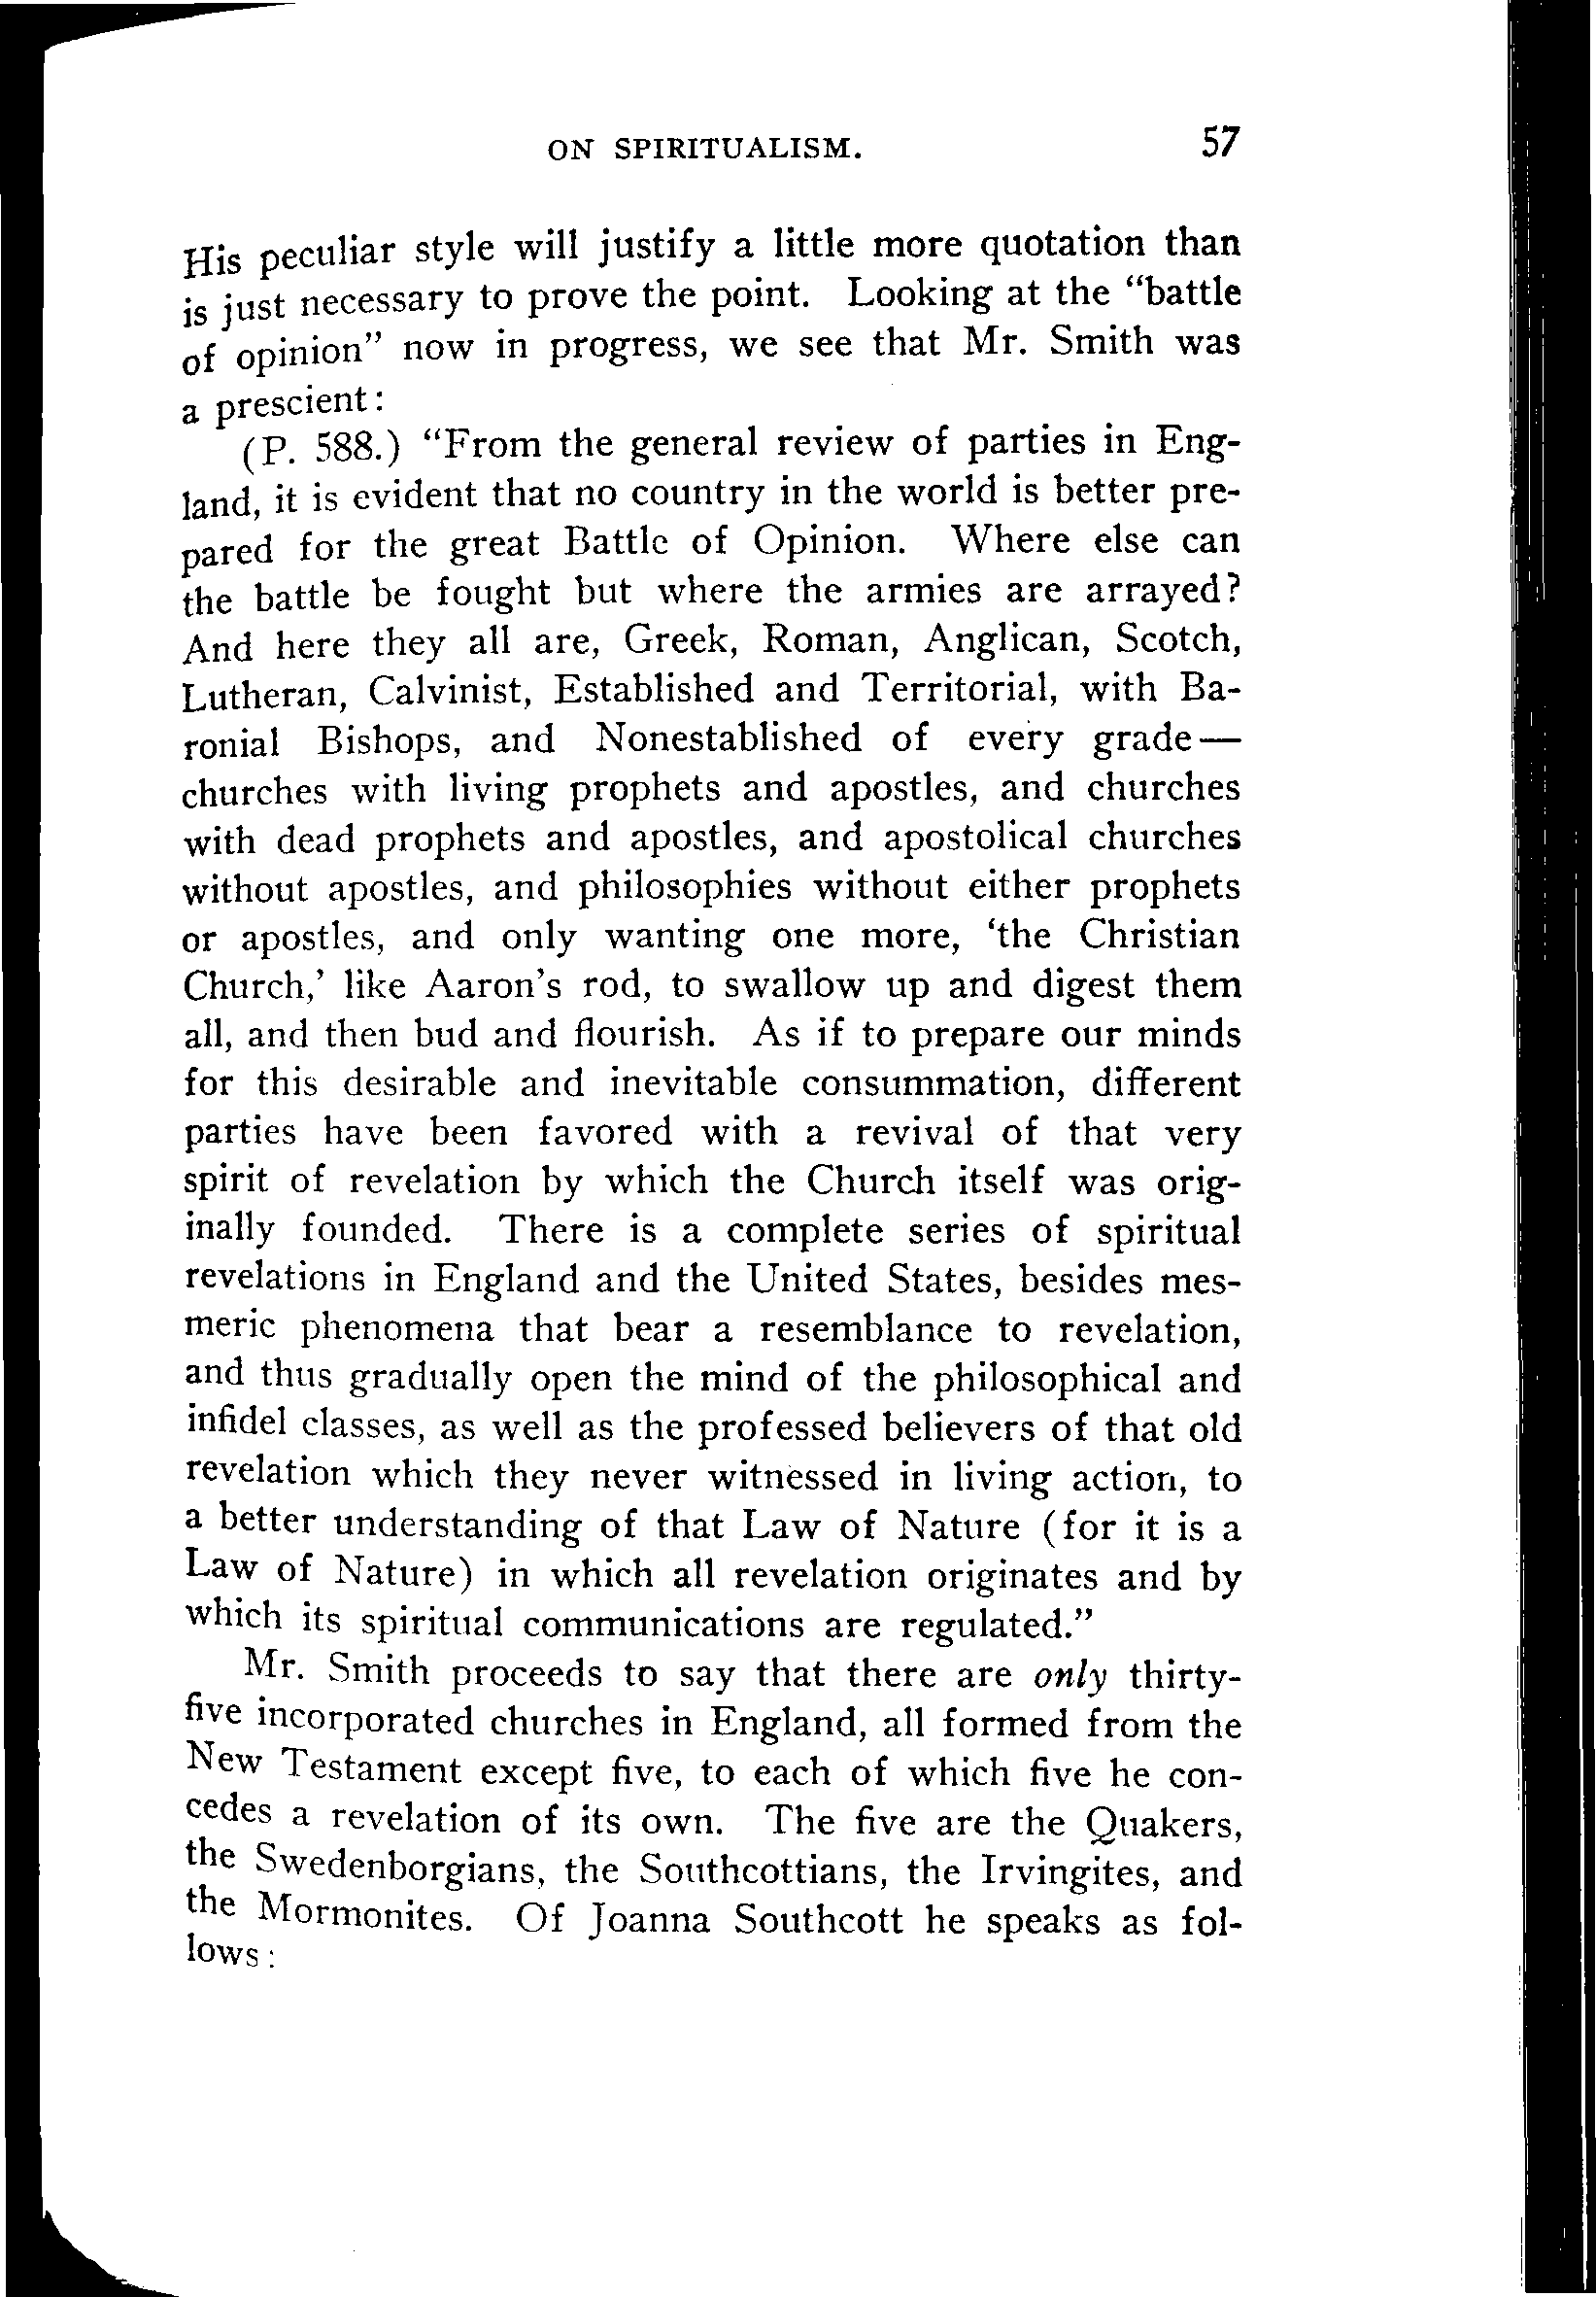 ON SPIRITUALISM. 57
His peculiar style will justify a little more quotation than
is just necessary to prove the point. Looking at the “battle
of opinion” now in progress, we see that Mr. Smith was
a prescient:
(P. 588.) “From the general review of parties in Eng-
land, it is evident that no country in the world is better pre-
pared for the great Battle of Opinion. Where else can
the battle be fought but where the armies are arrayed?
And here they all are, Greek, Roman, Anglican, Scotch,
Lutheran, Calvinist, Established and Territorial, with Ba-
ronial Bishops, and Nonestablished of every grade—
churches with living prophets and apostles, and churches
with dead prophets and apostles, and apostolical churches
without apostles, and philosophies without either prophets
or apostles, and only wanting one more, ‘the Christian
Church,’ like Aaron’s rod, to swallow up and digest them
all, and then bud and flourish. As if to prepare our minds
for this desirable and inevitable consummation, different
parties have been favored with a revival of that very
spirit of revelation by which the Church itself was orig-
inally founded. There is a complete series of spiritual
revelations in England and the United States, besides mes-
meric phenomena that bear a resemblance to revelation,
and thus gradually open the mind of the philosophical and
infidel classes, as well as the professed believers of that old
revelation which they never witnessed in living action, to
a better understanding of that Law of Nature (for it is a
Law of Nature) in which all revelation originates and by
which its spiritual communications are regulated.”
Mr. Smith proceeds to say that there are only thirty-
five incorporated churches in England, all formed from the
New Testament except five, to each of which five he con-
cedes a revelation of its own. The five are the Quakers,
the Swedenborgians, the Southcottians, the Irvingites, and
the Mormonites. Of Joanna Southcott he speaks as fol-
lows: